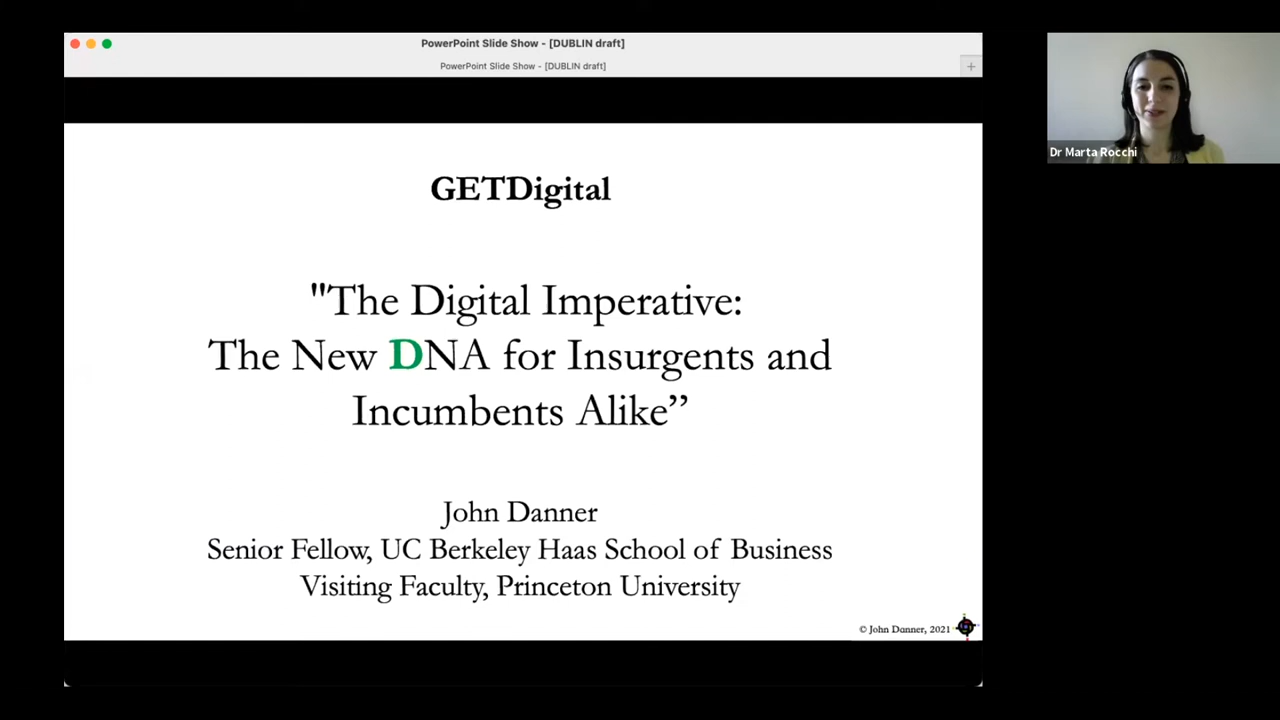 PowerPoint Slide Show - [DUBLIN draft]
PowerPoint Slide Show - [DUBLIN draft]
+
GETDigital
"The Digital Imperative:
The New DNA for Insurgents and
Incumbents Alike”
John Danner
Senior Fellow, UC Berkeley Haas School of Business
Visiting Faculty, Princeton University
© John Danner, 2021
Dr Marta Rocchi